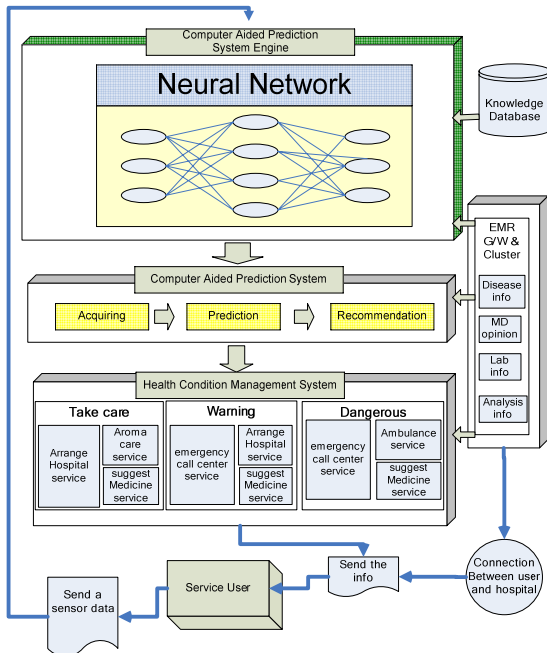 Computer Aided Prediction
System Engine
Neural Network
Knowledge
Database
EMR
G/W &
Cluster
Disease
info
MD
opinion
Lab
info
Analysis
info
Computer Aided Prediction System
Acquiring
Prediction
Recommendation
Health Condition Management System
Take care
Arrange
Hospital
service
Aroma
care
service
suggest
Medicine
service
Warning
emergency
call center
service
Arrange
Hospital
service
suggest
Medicine
service
Dangerous
emergency
call center
service
Ambulance
service
suggest
Medicine
service
Connection
Between user
and hospital
Send the
info
Service User
Send a
sensor data